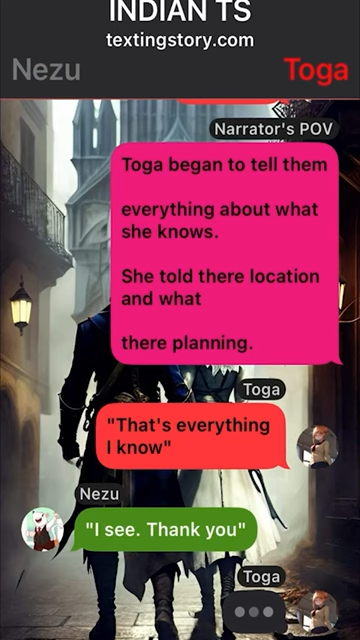 INDIAN TS
textingstory.com
Nezu
Toga
Narrator's POV
Toga began to tell them
everything about what
she knows.
She told there location
and what
there planning.
Toga
"That's everything
I know"
Nezu
"I see. Thank you"
Toga